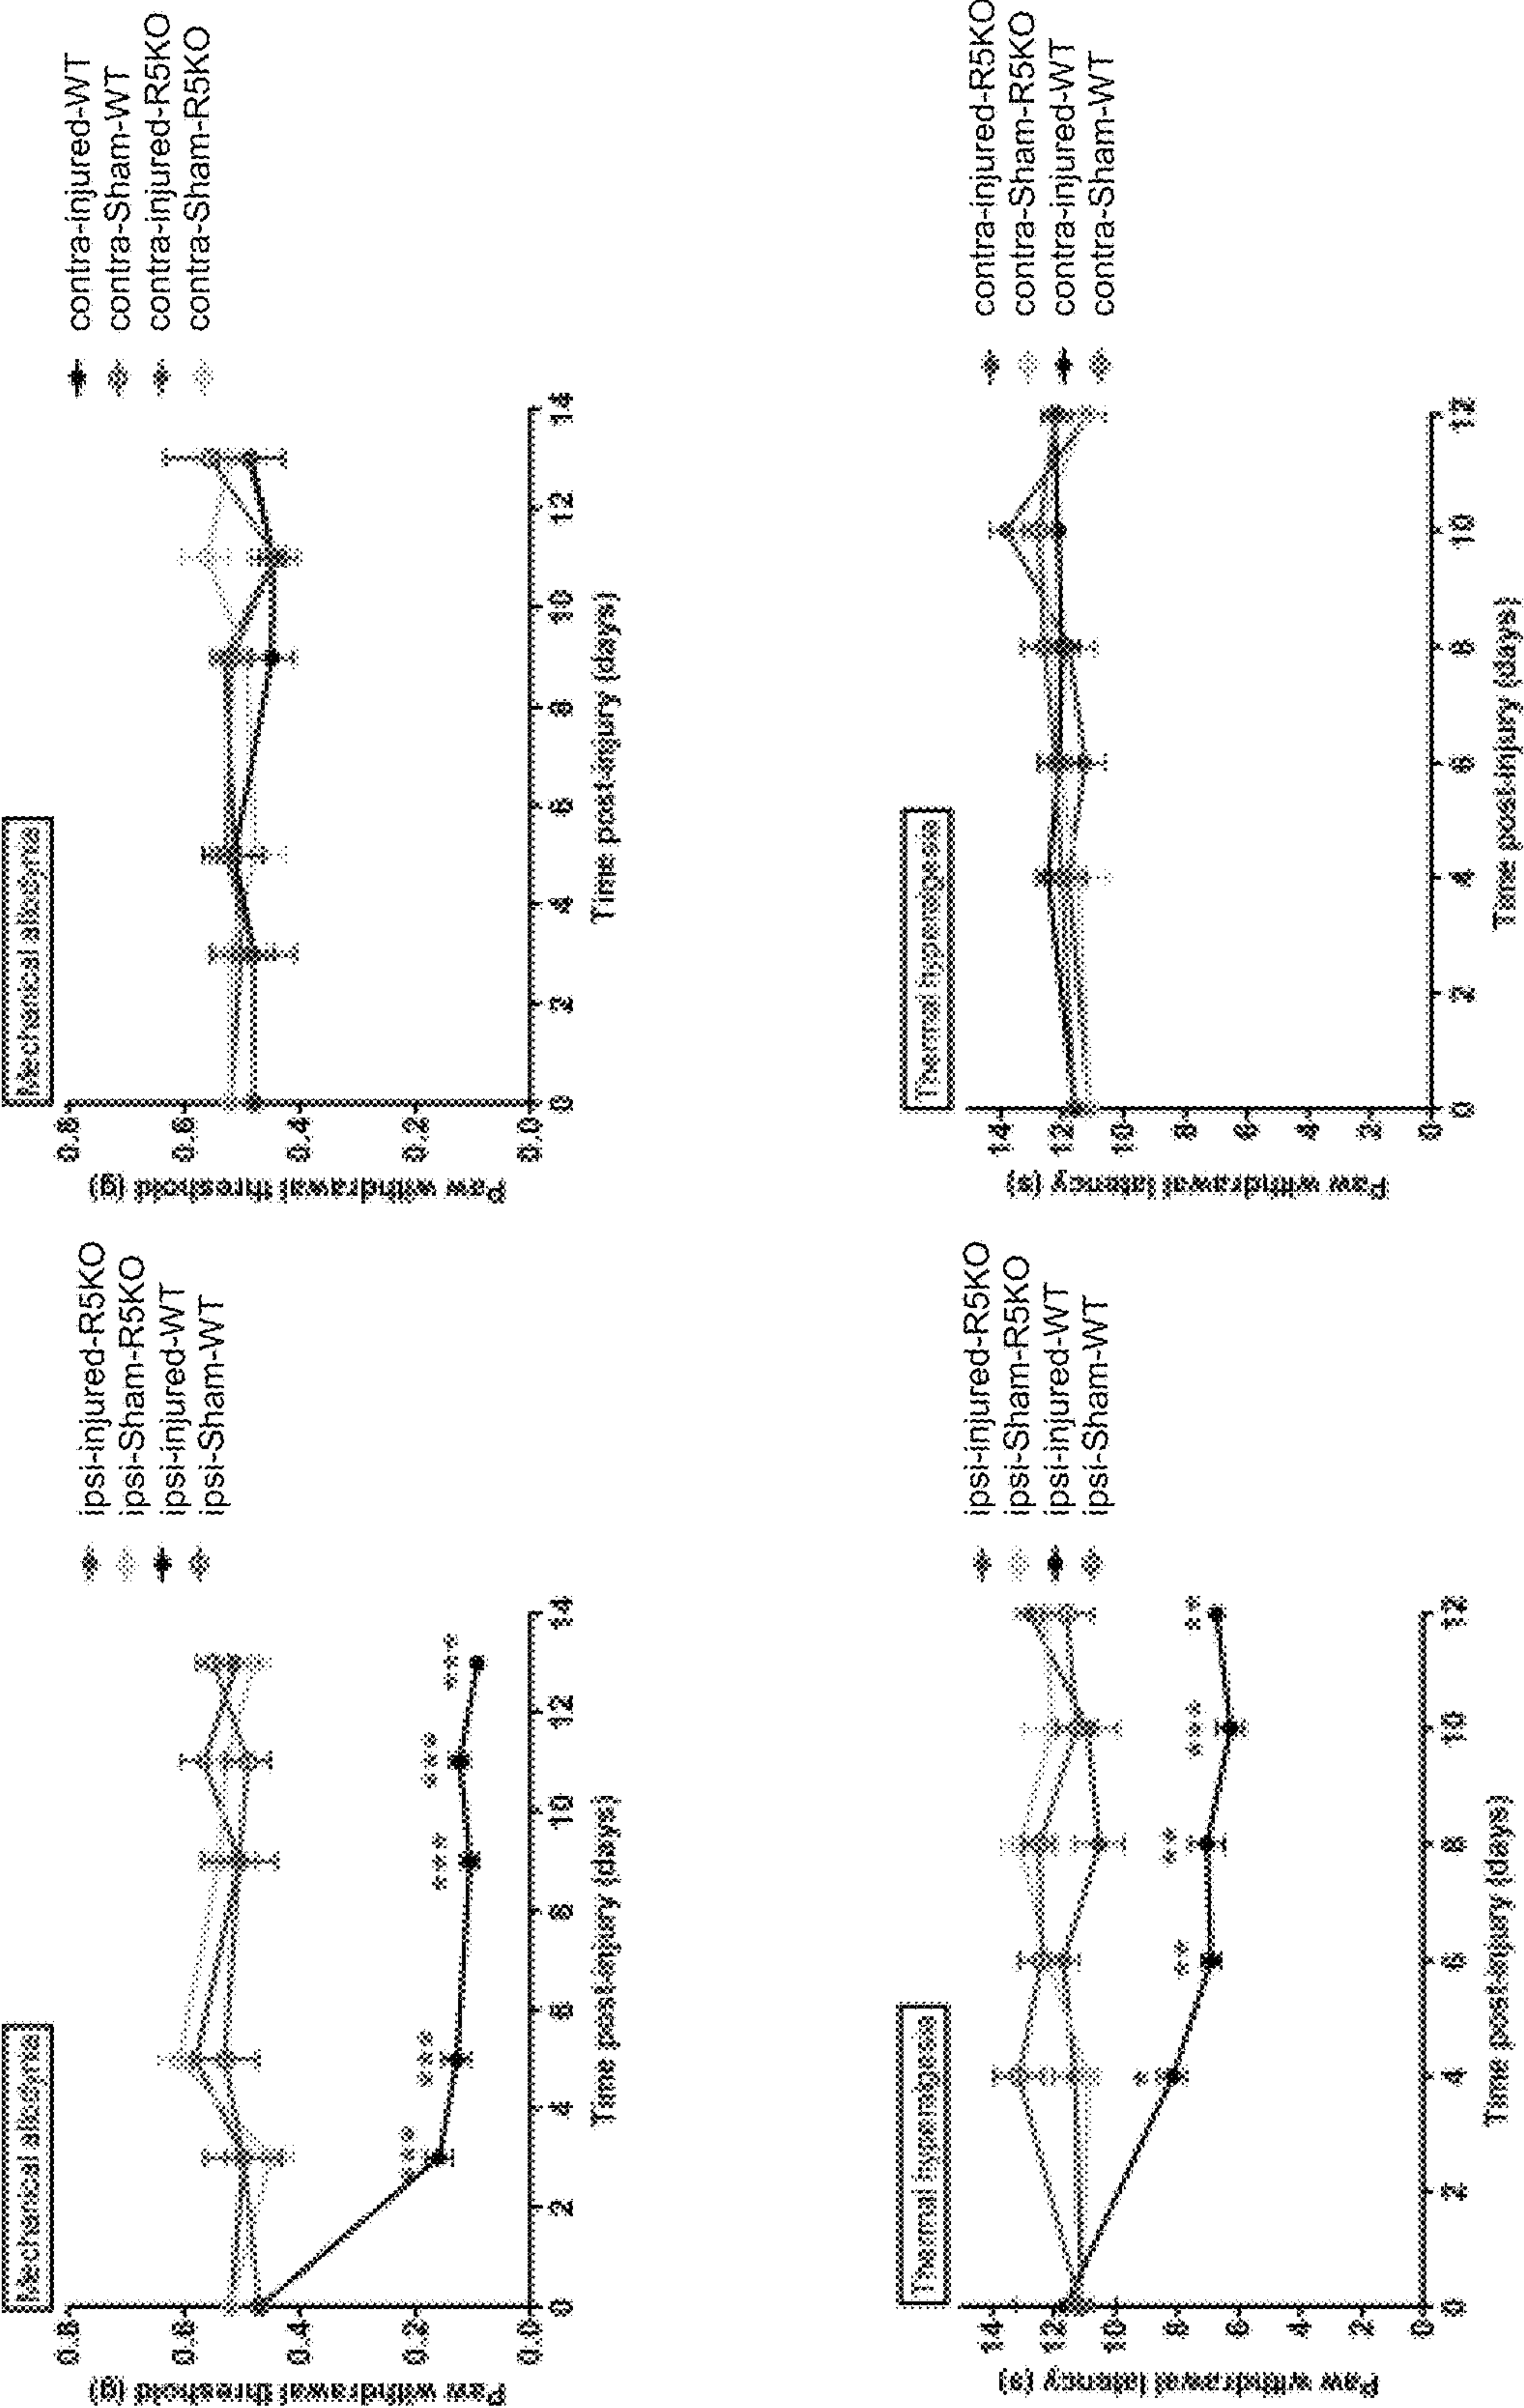 Mechanical allodynia
Paw withdrawal threshold (g)
0.8
0.6
0.4
0.2
0.0
0
2
4
6
8
10
12
14
Time post-injury (days)
***
***
***
***
***
ipsi-injured-R5KO
ipsi-Sham-R5KO
ipsi-injured-WT
ipsi-Sham-WT
Mechanical allodynia
Paw withdrawal threshold (g)
0.8
0.6
0.4
0.2
0.0
0
2
4
6
8
10
12
14
Time post-injury (days)
contra-injured-WT
contra-Sham-WT
contra-injured-R5KO
contra-Sham-R5KO
Thermal hyperalgesia
Paw withdrawal latency (s)
14
12
10
8
6
4
2
0
0
2
4
6
8
10
12
Time post-injury (days)
*
**
**
***
**
ipsi-injured-R5KO
ipsi-Sham-R5KO
ipsi-injured-WT
ipsi-Sham-WT
Thermal hyperalgesia
Paw withdrawal latency (s)
14
12
10
8
6
4
2
0
0
2
4
6
8
10
12
Time post-injury (days)
contra-injured-R5KO
contra-Sham-R5KO
contra-injured-WT
contra-Sham-WT